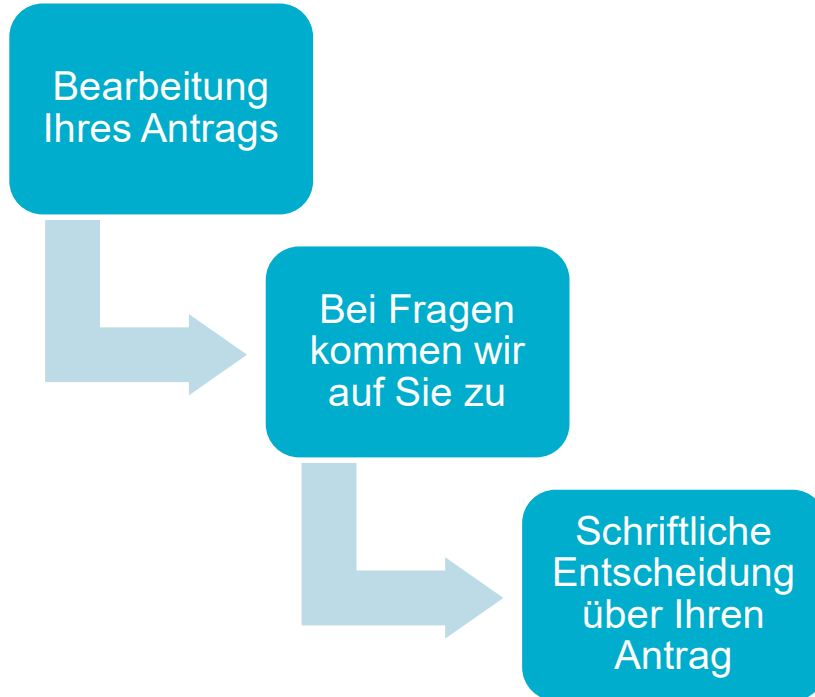 Bearbeitung
Ihres Antrags
Bei Fragen
kommen wir
auf Sie zu
Schriftliche
Entscheidung
über Ihren
Antrag